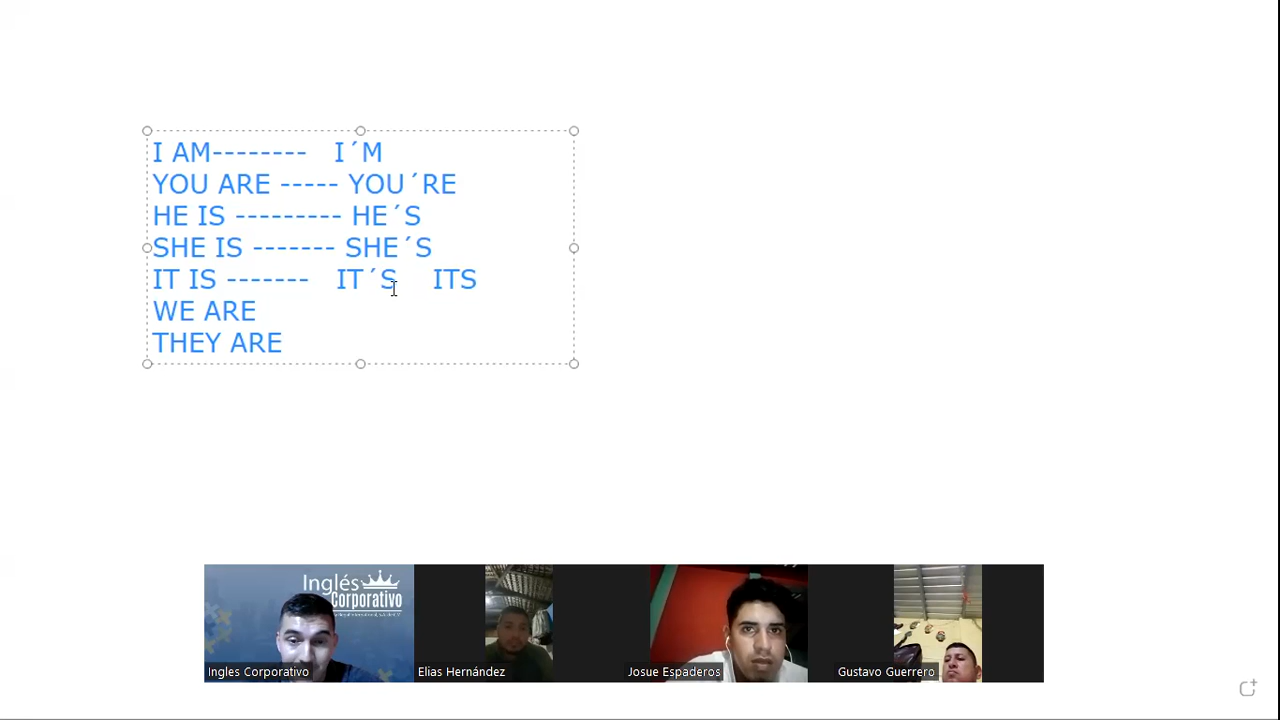 I AM-------- I´M
YOU ARE ----- YOU´RE
HE IS --------- HE´S
SHE IS ------- SHE´S
IT IS ------- IT´S ITS
WE ARE
THEY ARE
Inglés
Corporativo
Ingles Corporativo
Elias Hernández
Josue Espaderos
Gustavo Guerrero